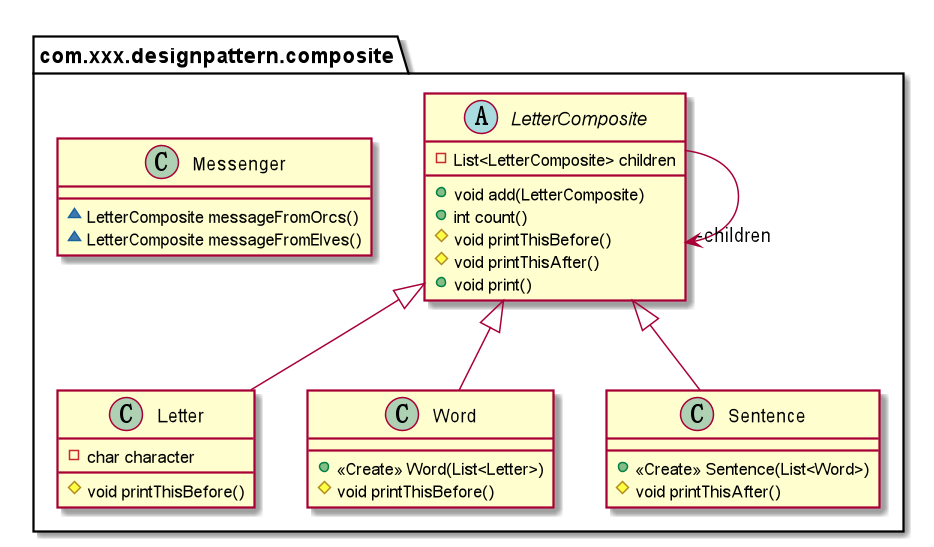 com.xxx.designpattern.composite
A LetterComposite
List<LetterComposite> children
void add(LetterComposite)
int count()
void printThisBefore()
void printThisAfter()
void print()
children
C Messenger
LetterComposite messageFromOrcs()
LetterComposite messageFromElves()
C Letter
char character
void printThisBefore()
C Word
«Create» Word(List<Letter>)
void printThisBefore()
C Sentence
«Create» Sentence(List<Word>)
void printThisAfter()